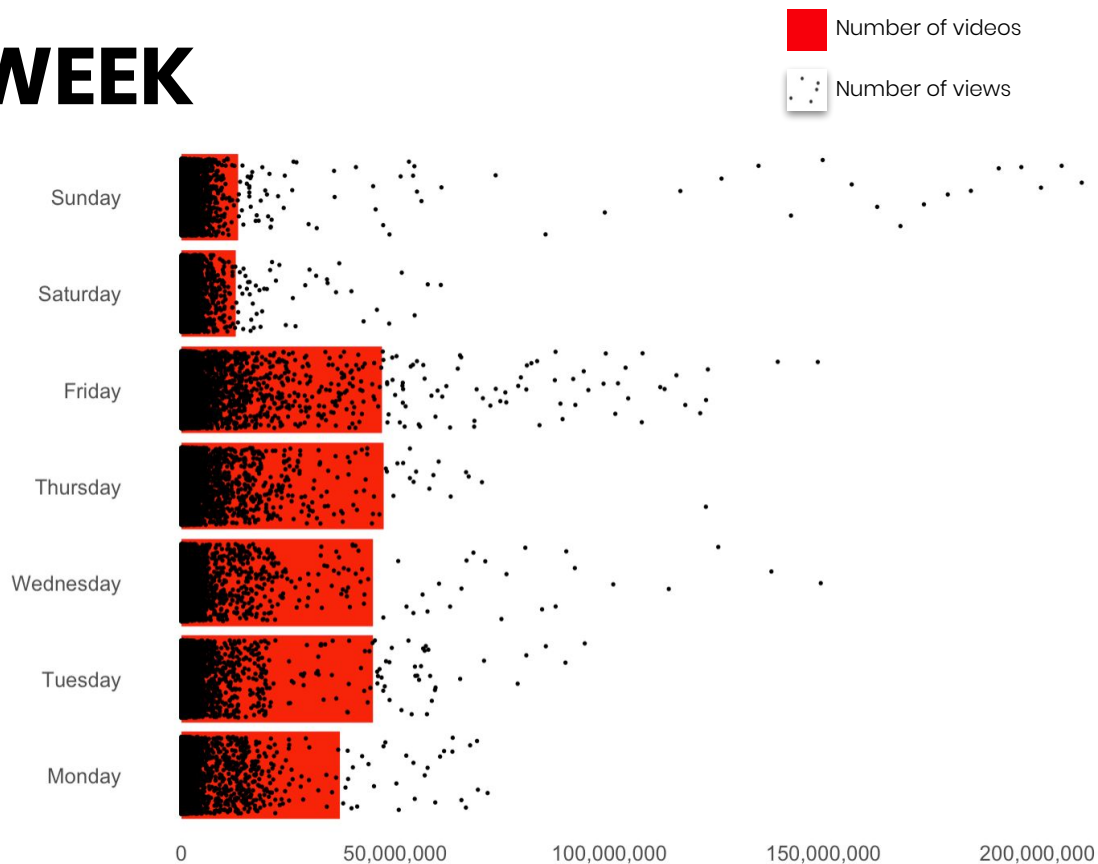 WEEK
Number of videos
Number of views
Sunday
Saturday
Friday
Thursday
Wednesday
Tuesday
Monday
0 50,000,000 100,000,000 150,000,000 200,000,000